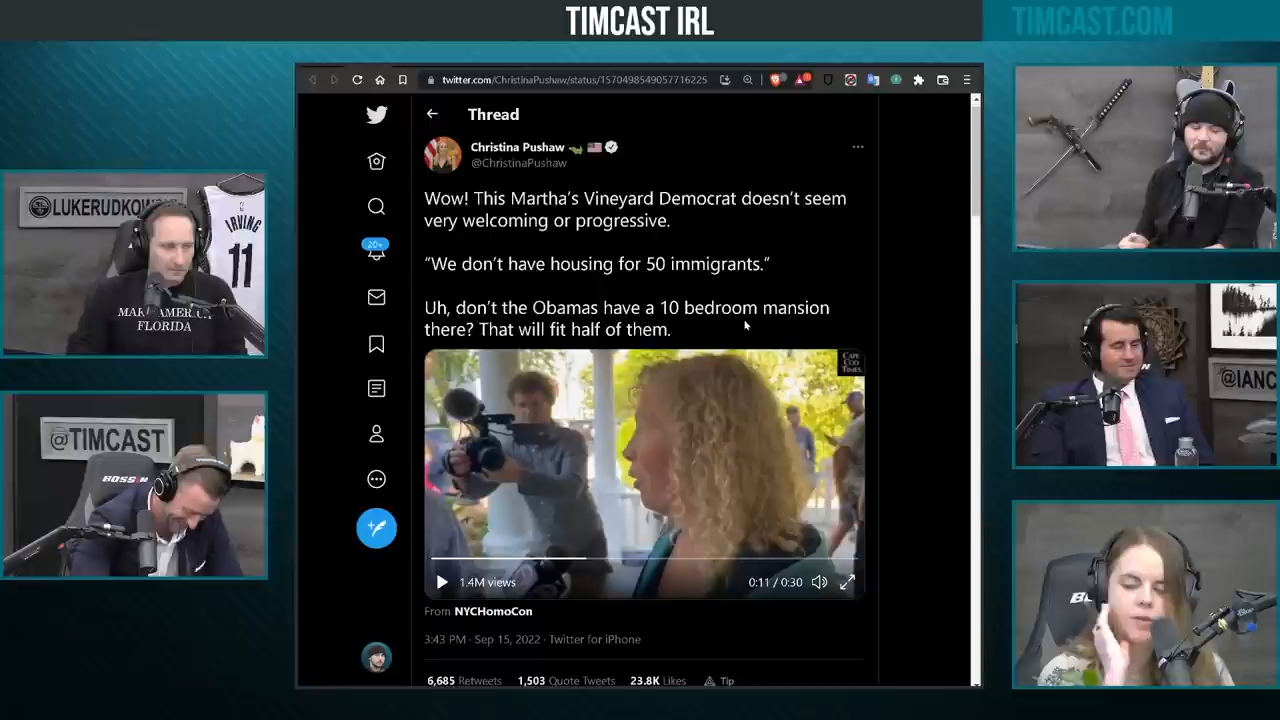 TIMCAST IRL
TIMCAST.COM
twitter.com/ChristinaPushaw/status/1570498549057716225
Thread
Christina Pushaw
@ChristinaPushaw
Wow! This Martha's Vineyard Democrat doesn't seem
very welcoming or progressive.
“We don't have housing for 50 immigrants.”
Uh, don't the Obamas have a 10 bedroom mansion
there? That will fit half of them.
20+
CAPE
COD
TIMES
1.4M views
0:11 / 0:30
From NYCHomoCon
3:43 PM · Sep 15, 2022 · Twitter for iPhone
6,685 Retweets 1,503 Quote Tweets 23.8K Likes Tip
IRVING
11
FLORIDA
@TIMCAST
@IANC